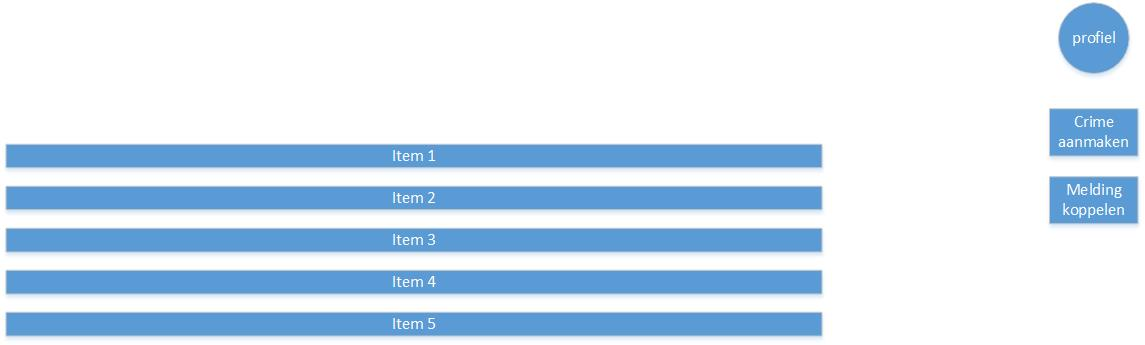 profiel
Crime
aanmaken
Melding
koppelen
Item 1
Item 2
Item 3
Item 4
Item 5